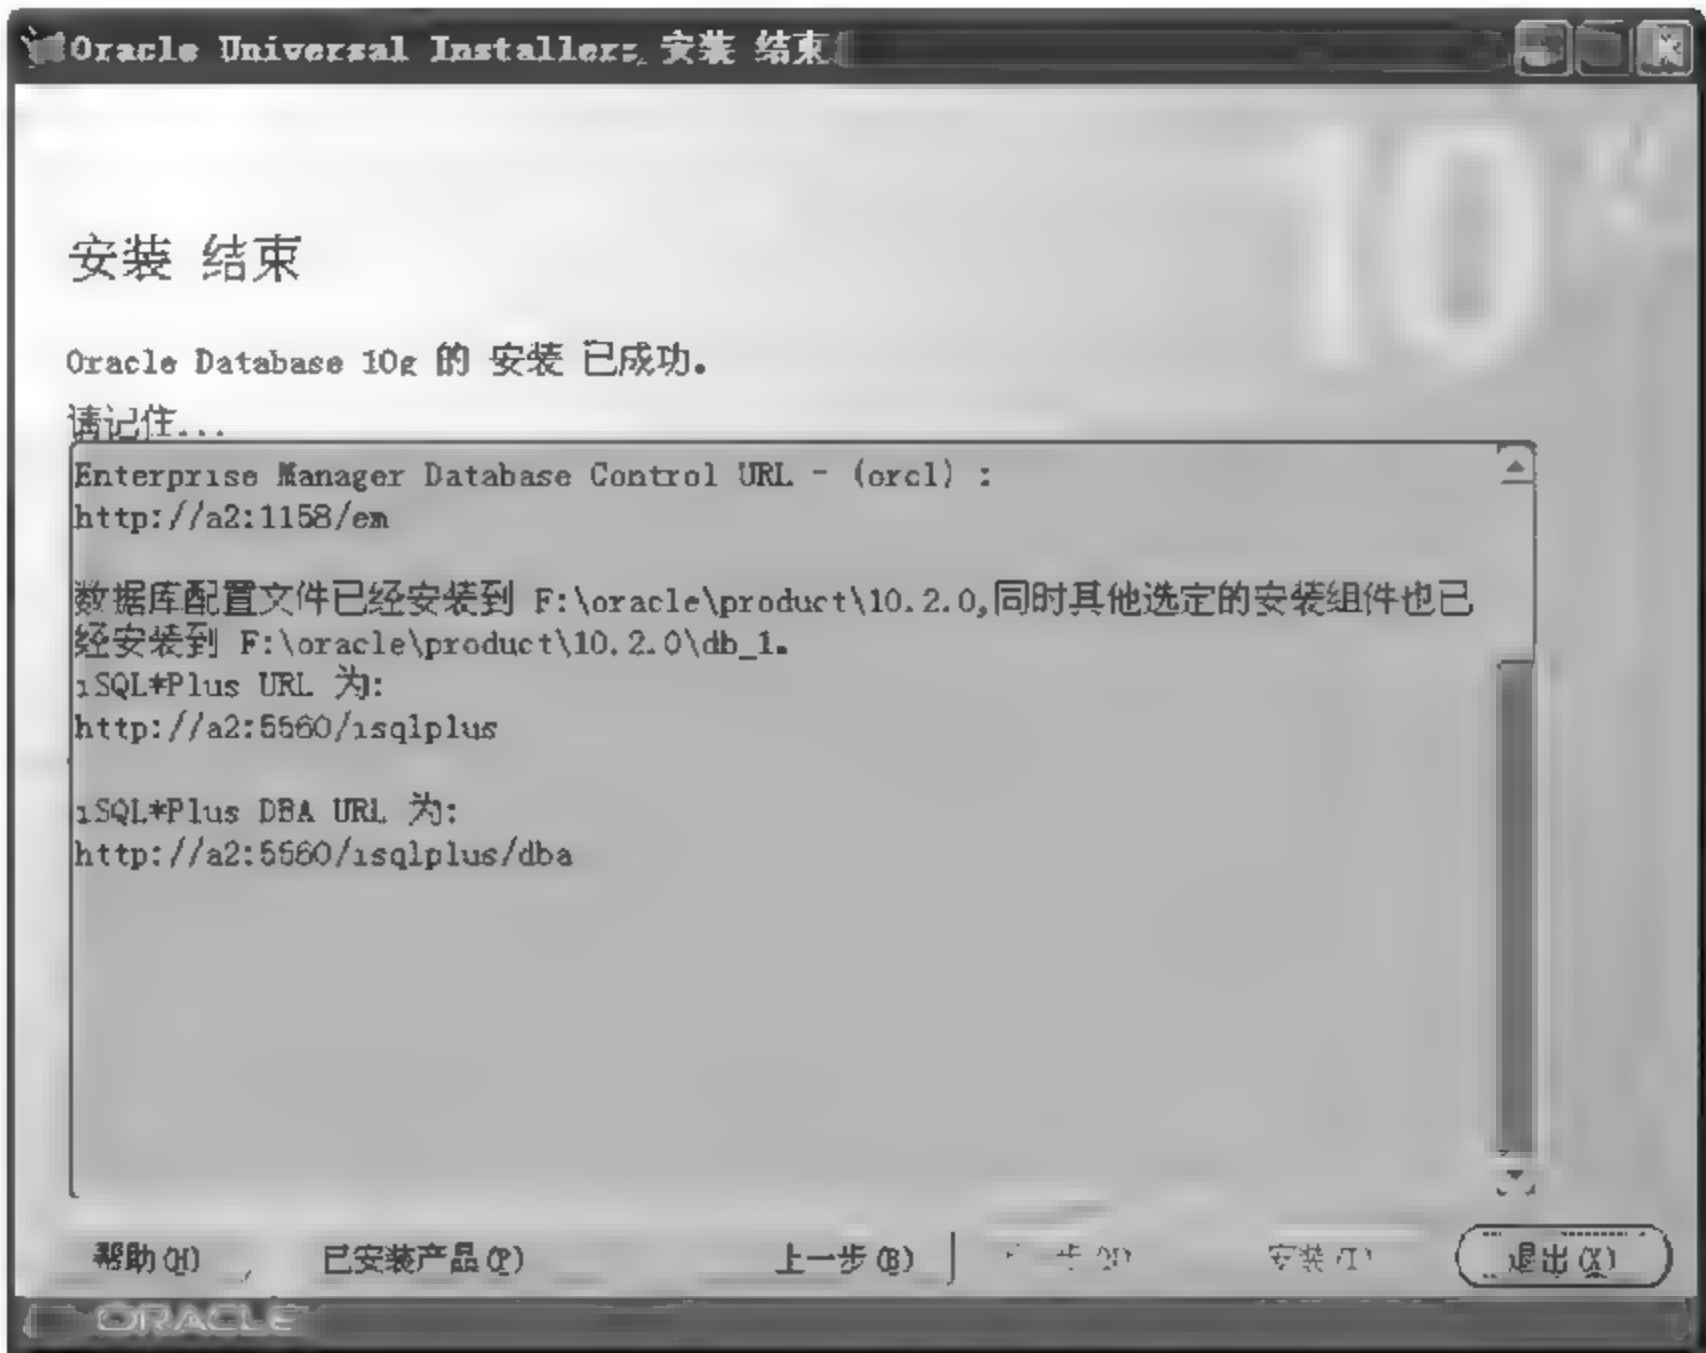 Oracle Universal Installer: 安装 结束
10
安装 结束
Oracle Database 10g 的 安装 已成功。
请记住...
Enterprise Manager Database Control URL - (orcl) :
http://a2:1158/em
数据库配置文件已经安装到 F:\oracle\product\10.2.0,同时其他选定的安装组件也已
经安装到 F:\oracle\product\10.2.0\db_1。
iSQL*Plus URL 为:
http://a2:5560/isqlplus
iSQL*Plus DBA URL 为:
http://a2:5560/isqlplus/dba
帮助(H) 已安装产品(P) 上一步(B) 安装(I) 退出(X)
ORACLE